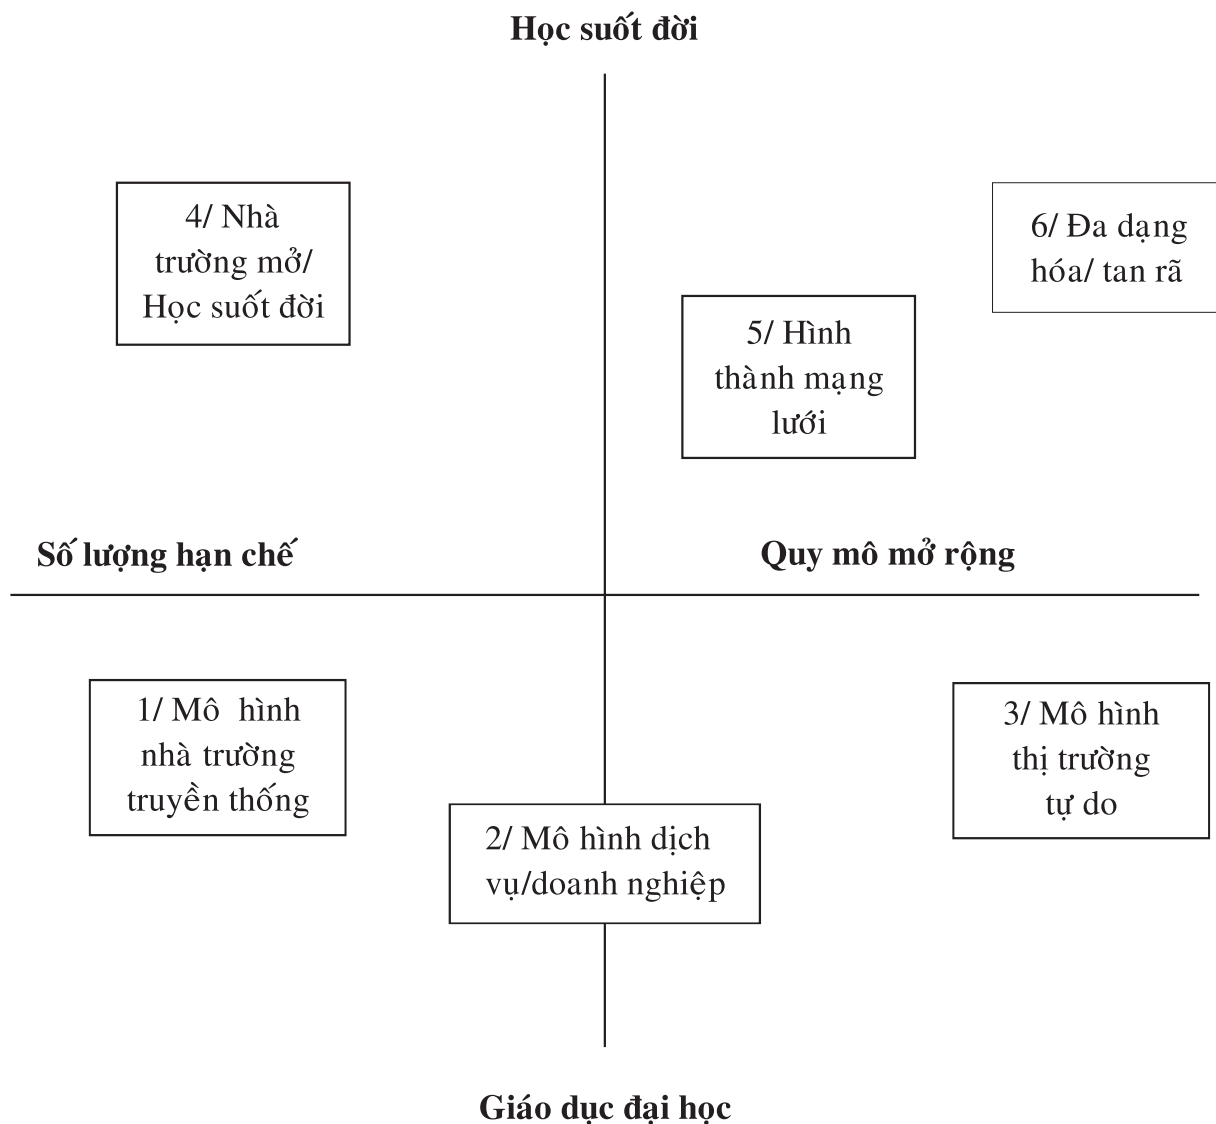 Học suốt đời
4/ Nhà
trường mở/
Học suốt đời
6/ Đa dạng
hóa/ tan rã
5/ Hình
thành mạng
lưới
Số lượng hạn chế
Quy mô mở rộng
1/ Mô hình
nhà trường
truyền thống
3/ Mô hình
thị trường
tự do
2/ Mô hình dịch
vụ/doanh nghiệp
Giáo dục đại học